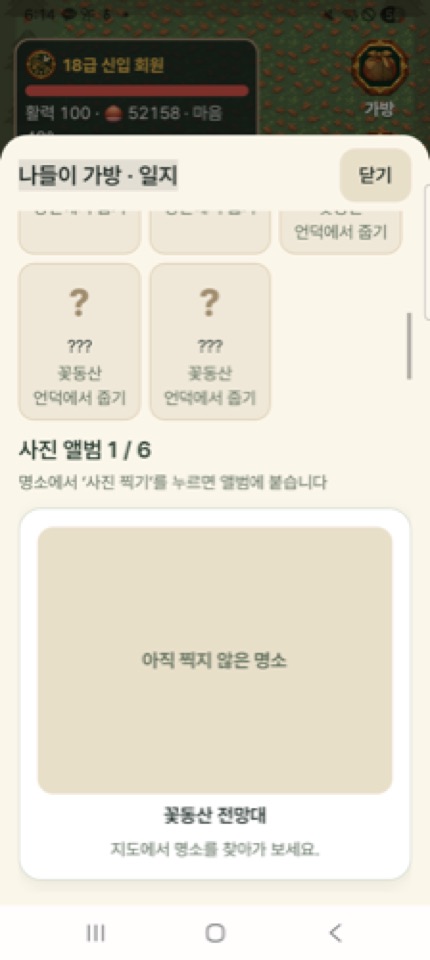 6:14
18급 신입 회원
활력 100 · 52158 · 마음
가방
나들이 가방 · 일지
닫기
언덕에서 줍기
? ?
??? ???
꽃동산 꽃동산
언덕에서 줍기 언덕에서 줍기
사진 앨범 1 / 6
명소에서 '사진 찍기'를 누르면 앨범에 붙습니다
아직 찍지 않은 명소
꽃동산 전망대
지도에서 명소를 찾아가 보세요.